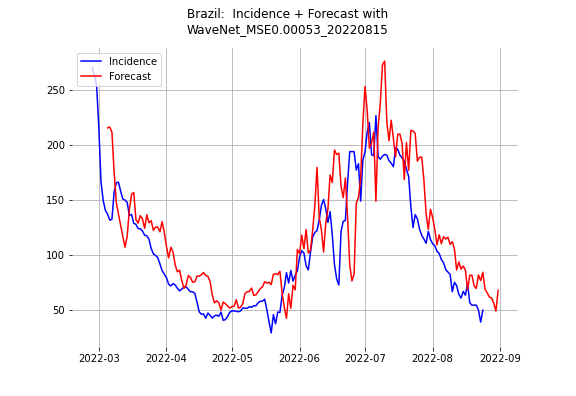 Brazil:  Incidence + Forecast with
WaveNet_MSE0.00053_20220815
Incidence
Forecast
250
200
150
100
50
2022-03 2022-04 2022-05 2022-06 2022-07 2022-08 2022-09